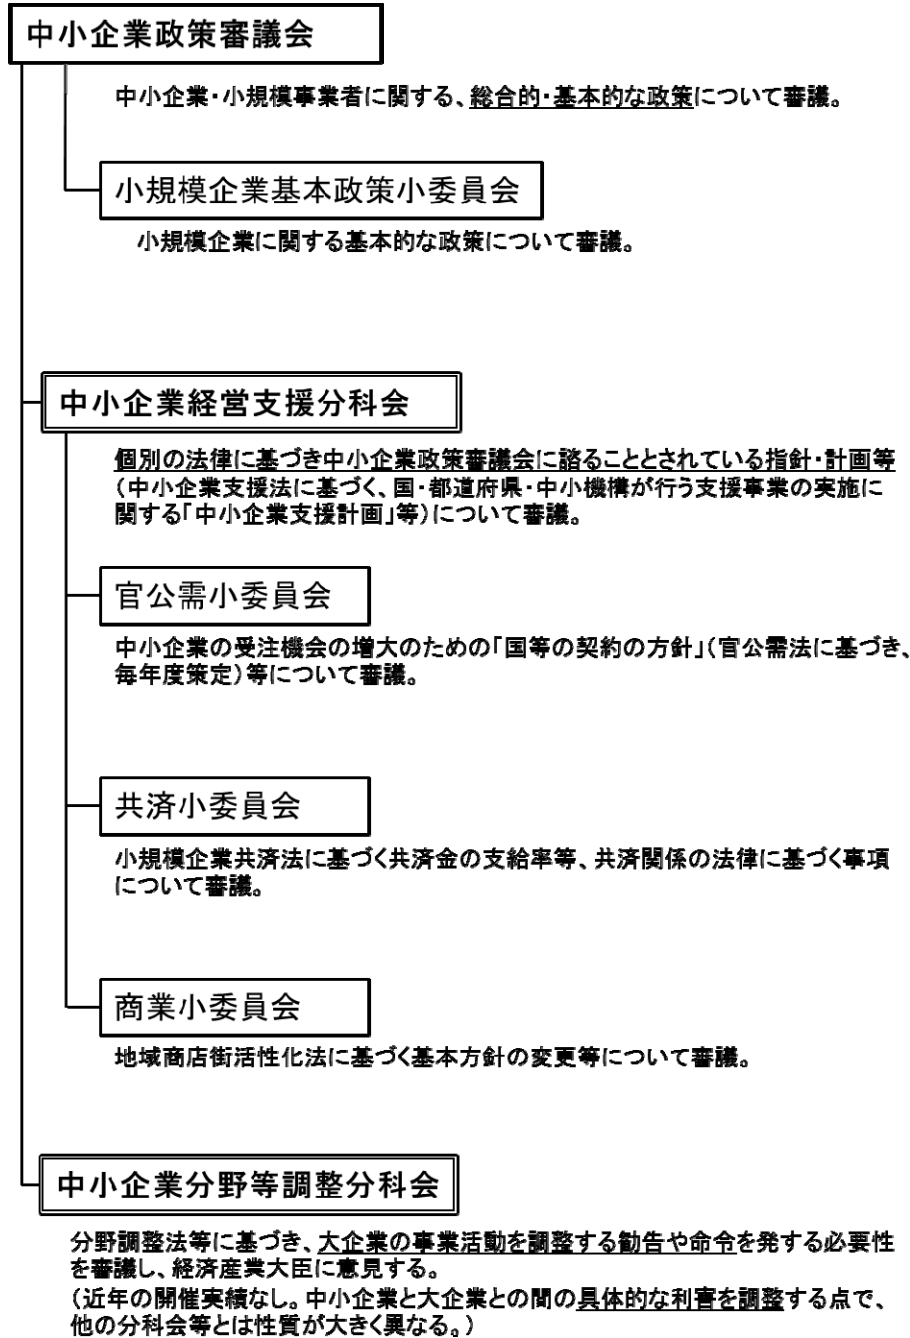 中小企業政策審議会
中小企業・小規模事業者に関する、総合的・基本的な政策について審議。
小規模企業基本政策小委員会
小規模企業に関する基本的な政策について審議。
中小企業経営支援分科会
個別の法律に基づき中小企業政策審議会に諮ることとされている指針・計画等
（中小企業支援法に基づく、国・都道府県・中小機構が行う支援事業の実施に
関する「中小企業支援計画」等）について審議。
官公需小委員会
中小企業の受注機会の増大のための「国等の契約の方針」（官公需法に基づき、
毎年度策定）等について審議。
共済小委員会
小規模企業共済法に基づく共済金の支給率等、共済関係の法律に基づく事項
について審議。
商業小委員会
地域商店街活性化法に基づく基本方針の変更等について審議。
中小企業分野等調整分科会
分野調整法等に基づき、大企業の事業活動を調整する勧告や命令を発する必要性
を審議し、経済産業大臣に意見する。
（近年の開催実績なし。中小企業と大企業との間の具体的な利害を調整する点で、
他の分科会等とは性質が大きく異なる。）